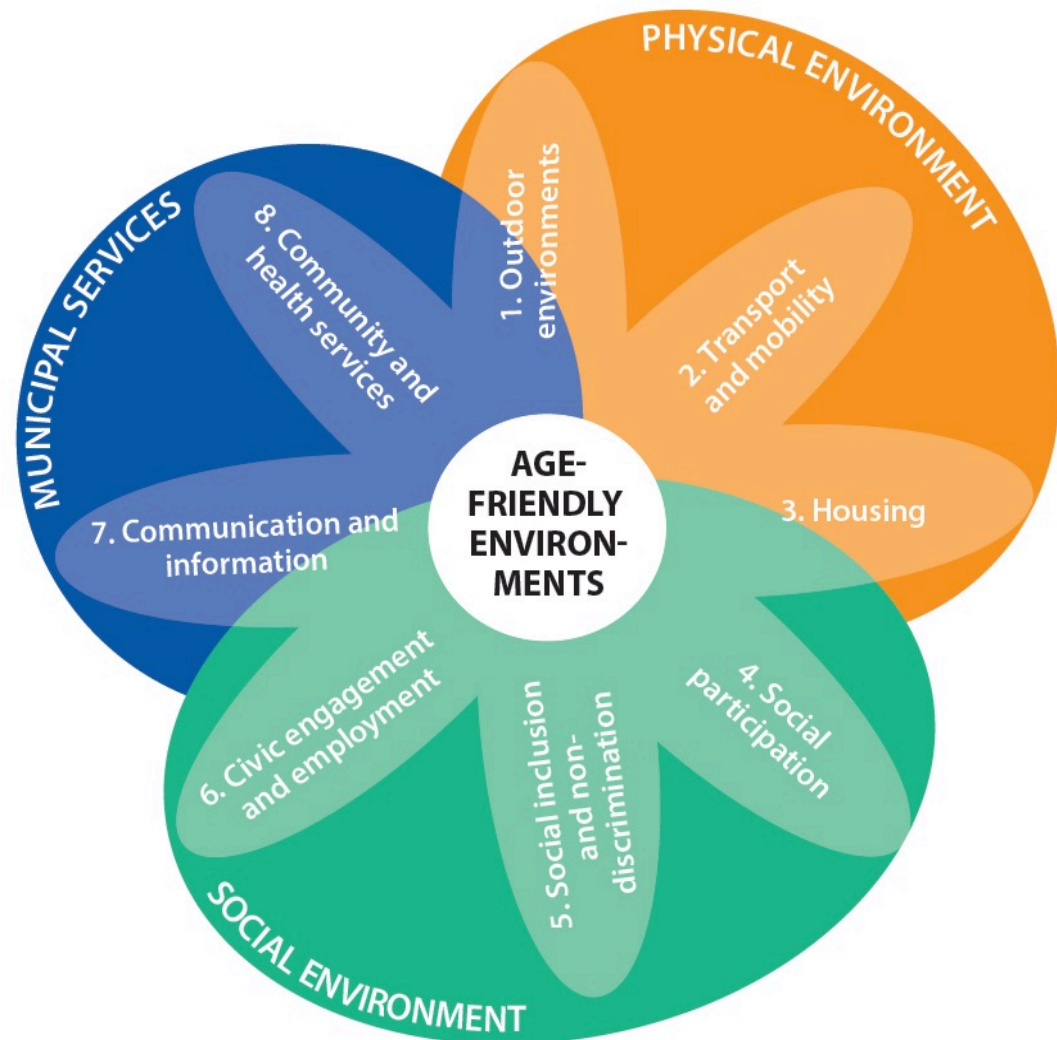 PHYSICAL ENVIRONMENT
MUNICIPAL SERVICES
SOCIAL ENVIRONMENT
AGE-
FRIENDLY
ENVIRON-
MENTS
1. Outdoor
environments
2. Transport
and mobility
3. Housing
4. Social
participation
5. Social inclusion
and non-
discrimination
6. Civic engagement
and employment
7. Communication and
information
8. Community and
health services